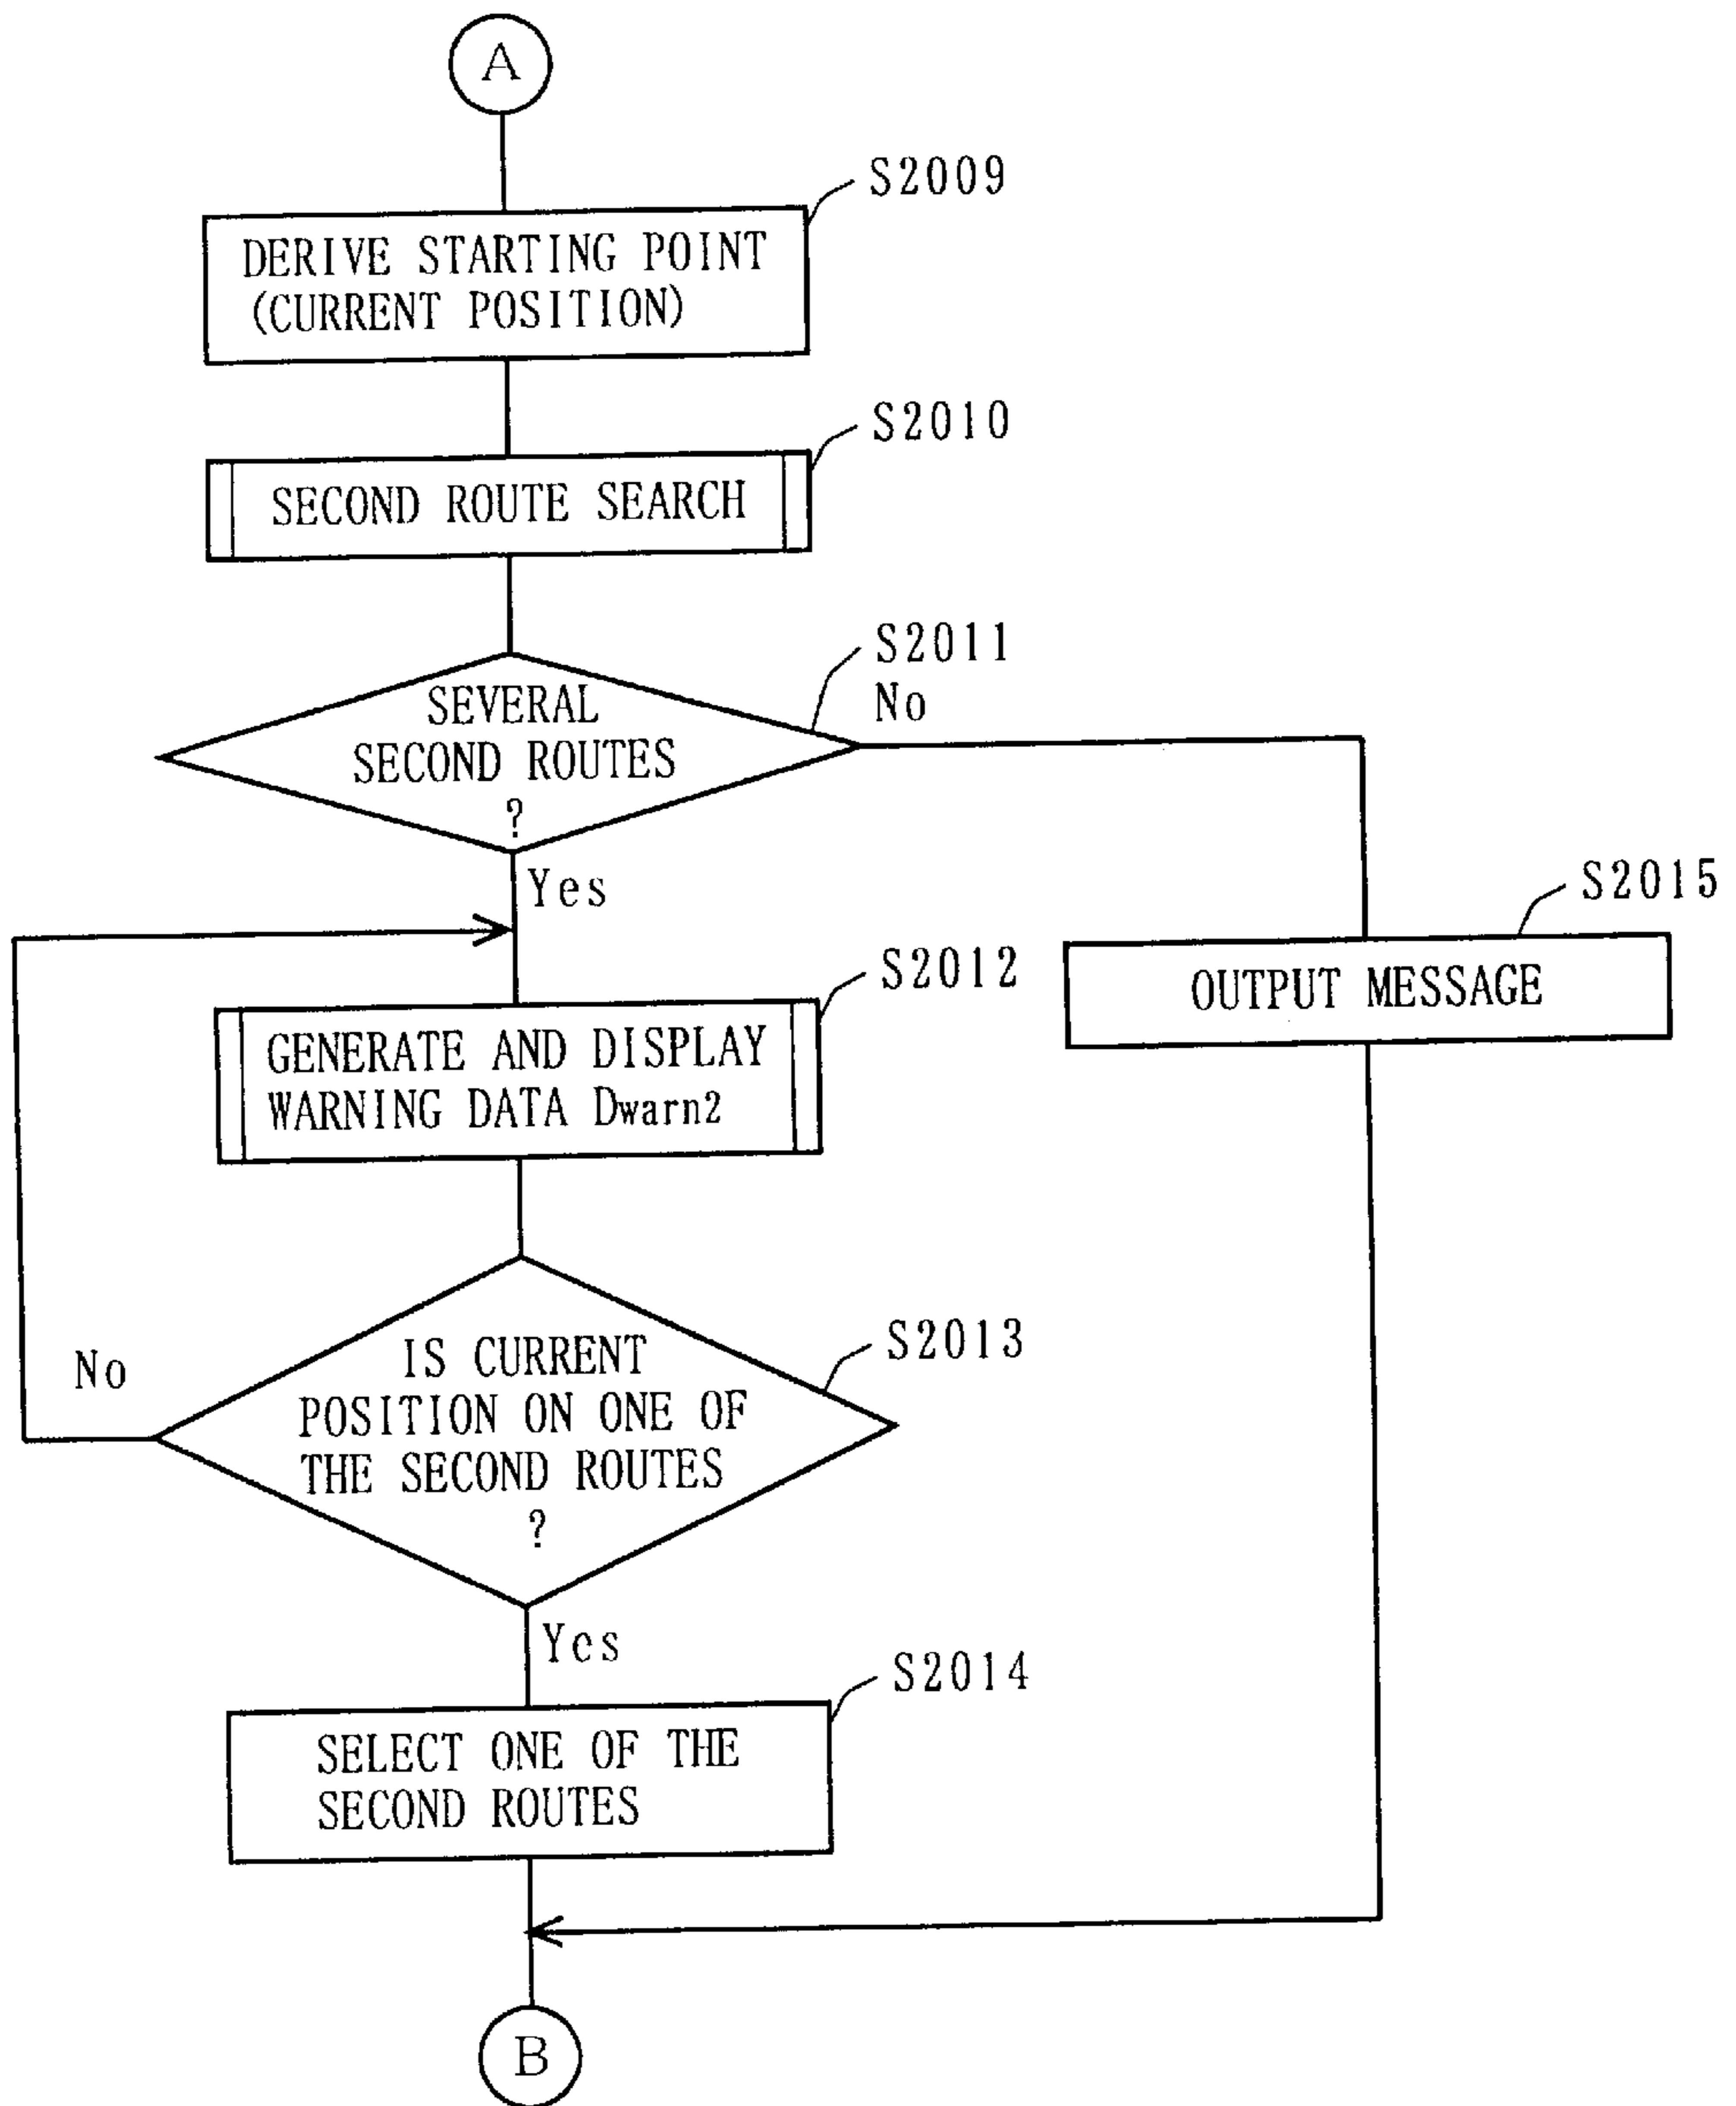 A
S2009
DERIVE STARTING POINT
(CURRENT POSITION)
S2010
SECOND ROUTE SEARCH
S2011
SEVERAL
SECOND ROUTES
?
No
Yes
S2015
OUTPUT MESSAGE
S2012
GENERATE AND DISPLAY
WARNING DATA Dwarn2
S2013
IS CURRENT
POSITION ON ONE OF
THE SECOND ROUTES
?
No
Yes
S2014
SELECT ONE OF THE
SECOND ROUTES
B